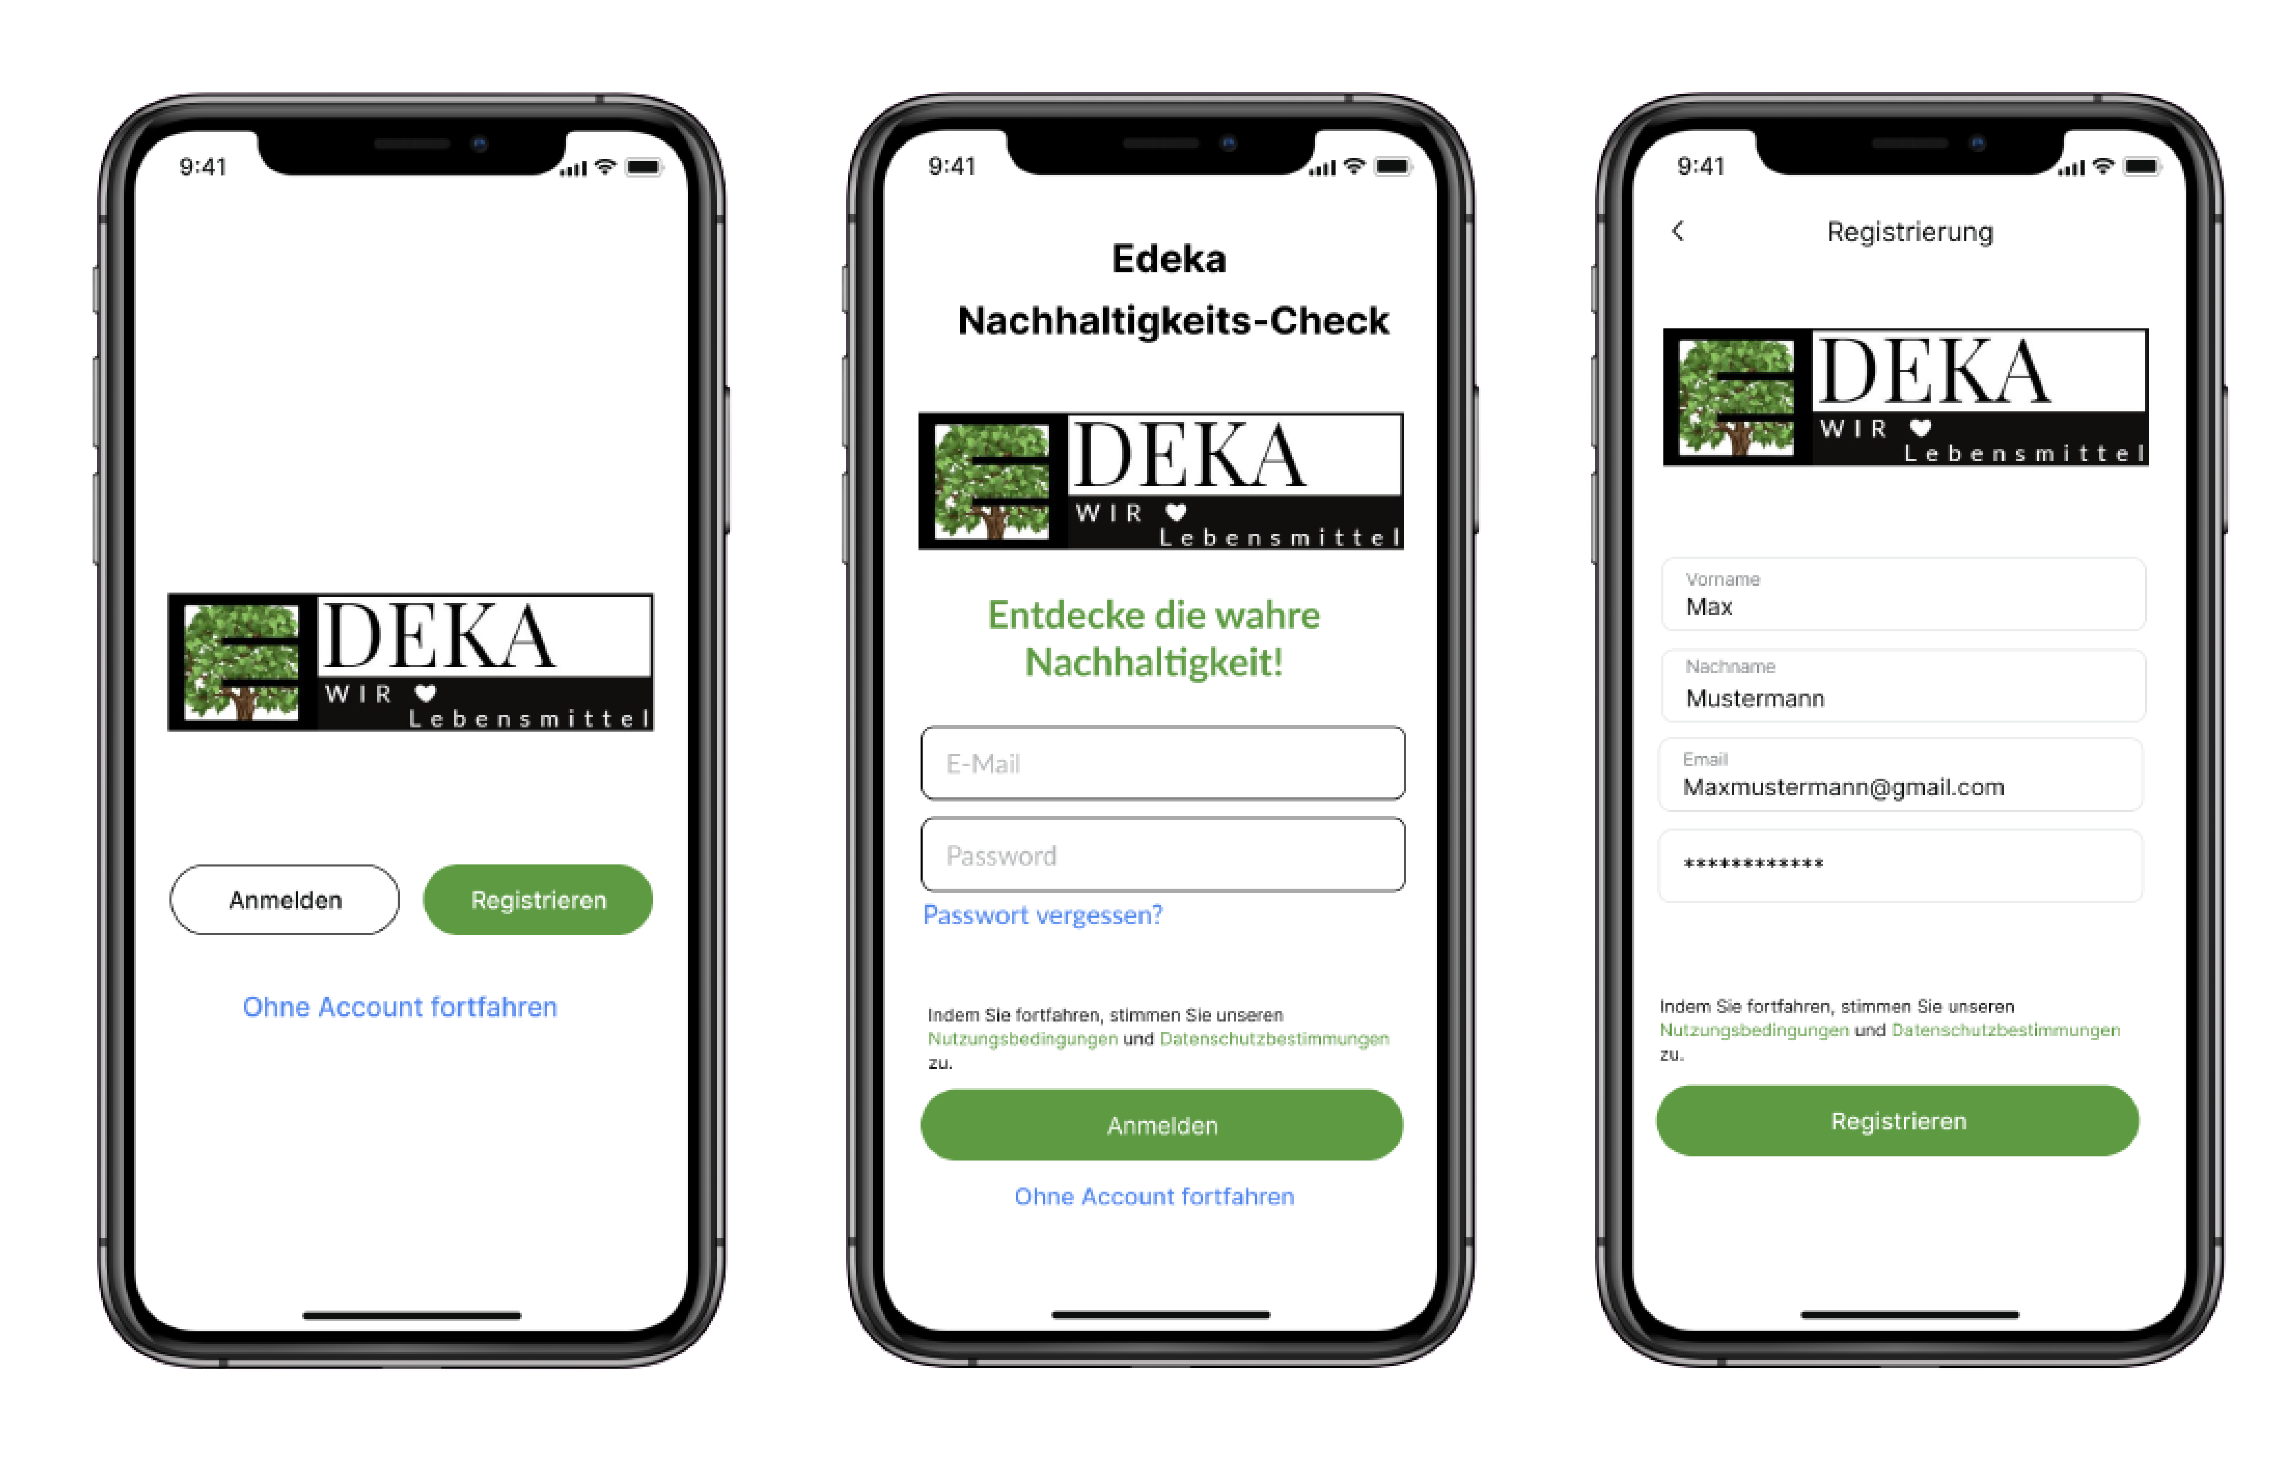 9:41
EDEKA
WIR
Lebensmittel
Anmelden
Registrieren
Ohne Account fortfahren
9:41
Edeka
Nachhaltigkeits-Check
EDEKA
WIR
Lebensmittel
Entdecke die wahre
Nachhaltigkeit!
E-Mail
Password
Passwort vergessen?
Indem Sie fortfahren, stimmen Sie unseren
Nutzungsbedingungen und Datenschutzbestimmungen
zu.
Anmelden
Ohne Account fortfahren
9:41
Registrierung
EDEKA
WIR
Lebensmittel
Vorname
Max
Nachname
Mustermann
Email
Maxmustermann@gmail.com
************
Indem Sie fortfahren, stimmen Sie unseren
Nutzungsbedingungen und Datenschutzbestimmungen
zu.
Registrieren